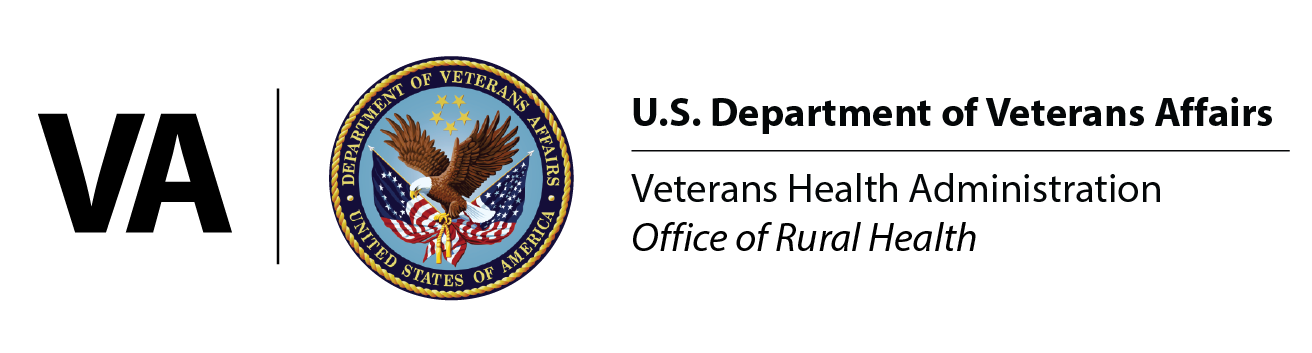 VA
DEPARTMENT OF VETERANS AFFAIRS
UNITED STATES OF AMERICA
U.S. Department of Veterans Affairs
Veterans Health Administration
Office of Rural Health